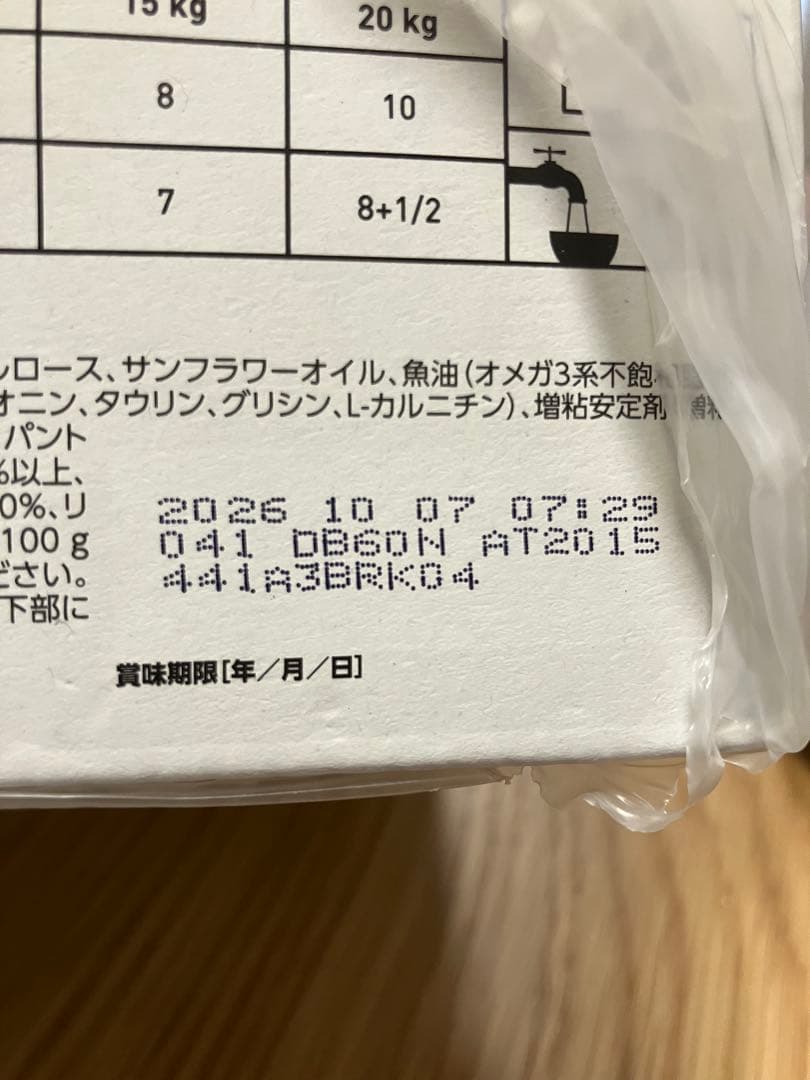 15 kg 20 kg
8 10 L
7 8+1/2
ルロース、サンフラワーオイル、魚油(オメガ3系不飽
オニン、タウリン、グリシン、L-カルニチン)、増粘安定剤
パント
%以上、
0%、リ
100 g
ださい。
下部に
2026 10 07 07:29
041 DB60N AT2015
441A3BRK04
賞味期限[年/月/日]